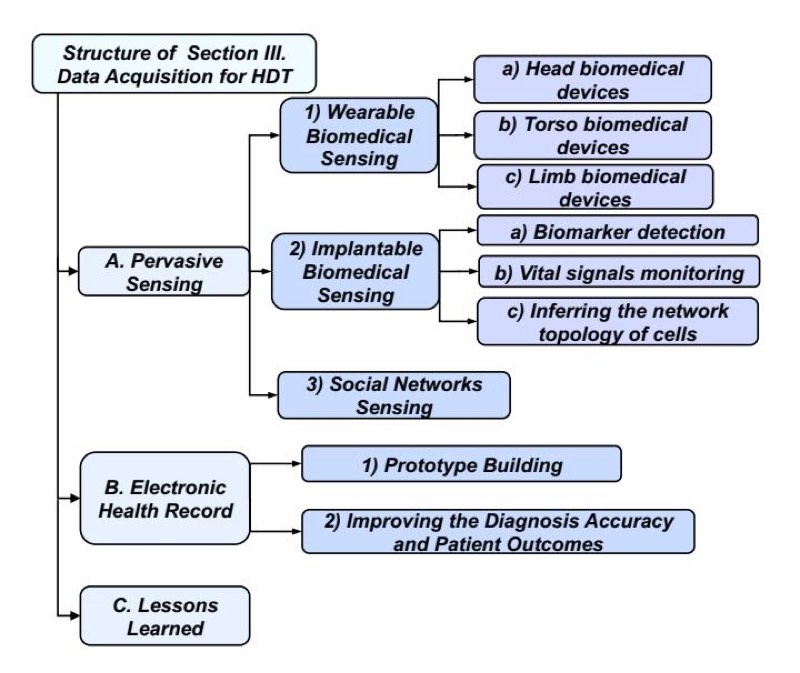 Structure of Section III.
Data Acquisition for HDT
A. Pervasive
Sensing
1) Wearable
Biomedical
Sensing
a) Head biomedical
devices
b) Torso biomedical
devices
c) Limb biomedical
devices
2) Implantable
Biomedical
Sensing
a) Biomarker detection
b) Vital signals monitoring
c) Inferring the network
topology of cells
3) Social Networks
Sensing
B. Electronic
Health Record
1) Prototype Building
2) Improving the Diagnosis Accuracy
and Patient Outcomes
C. Lessons
Learned